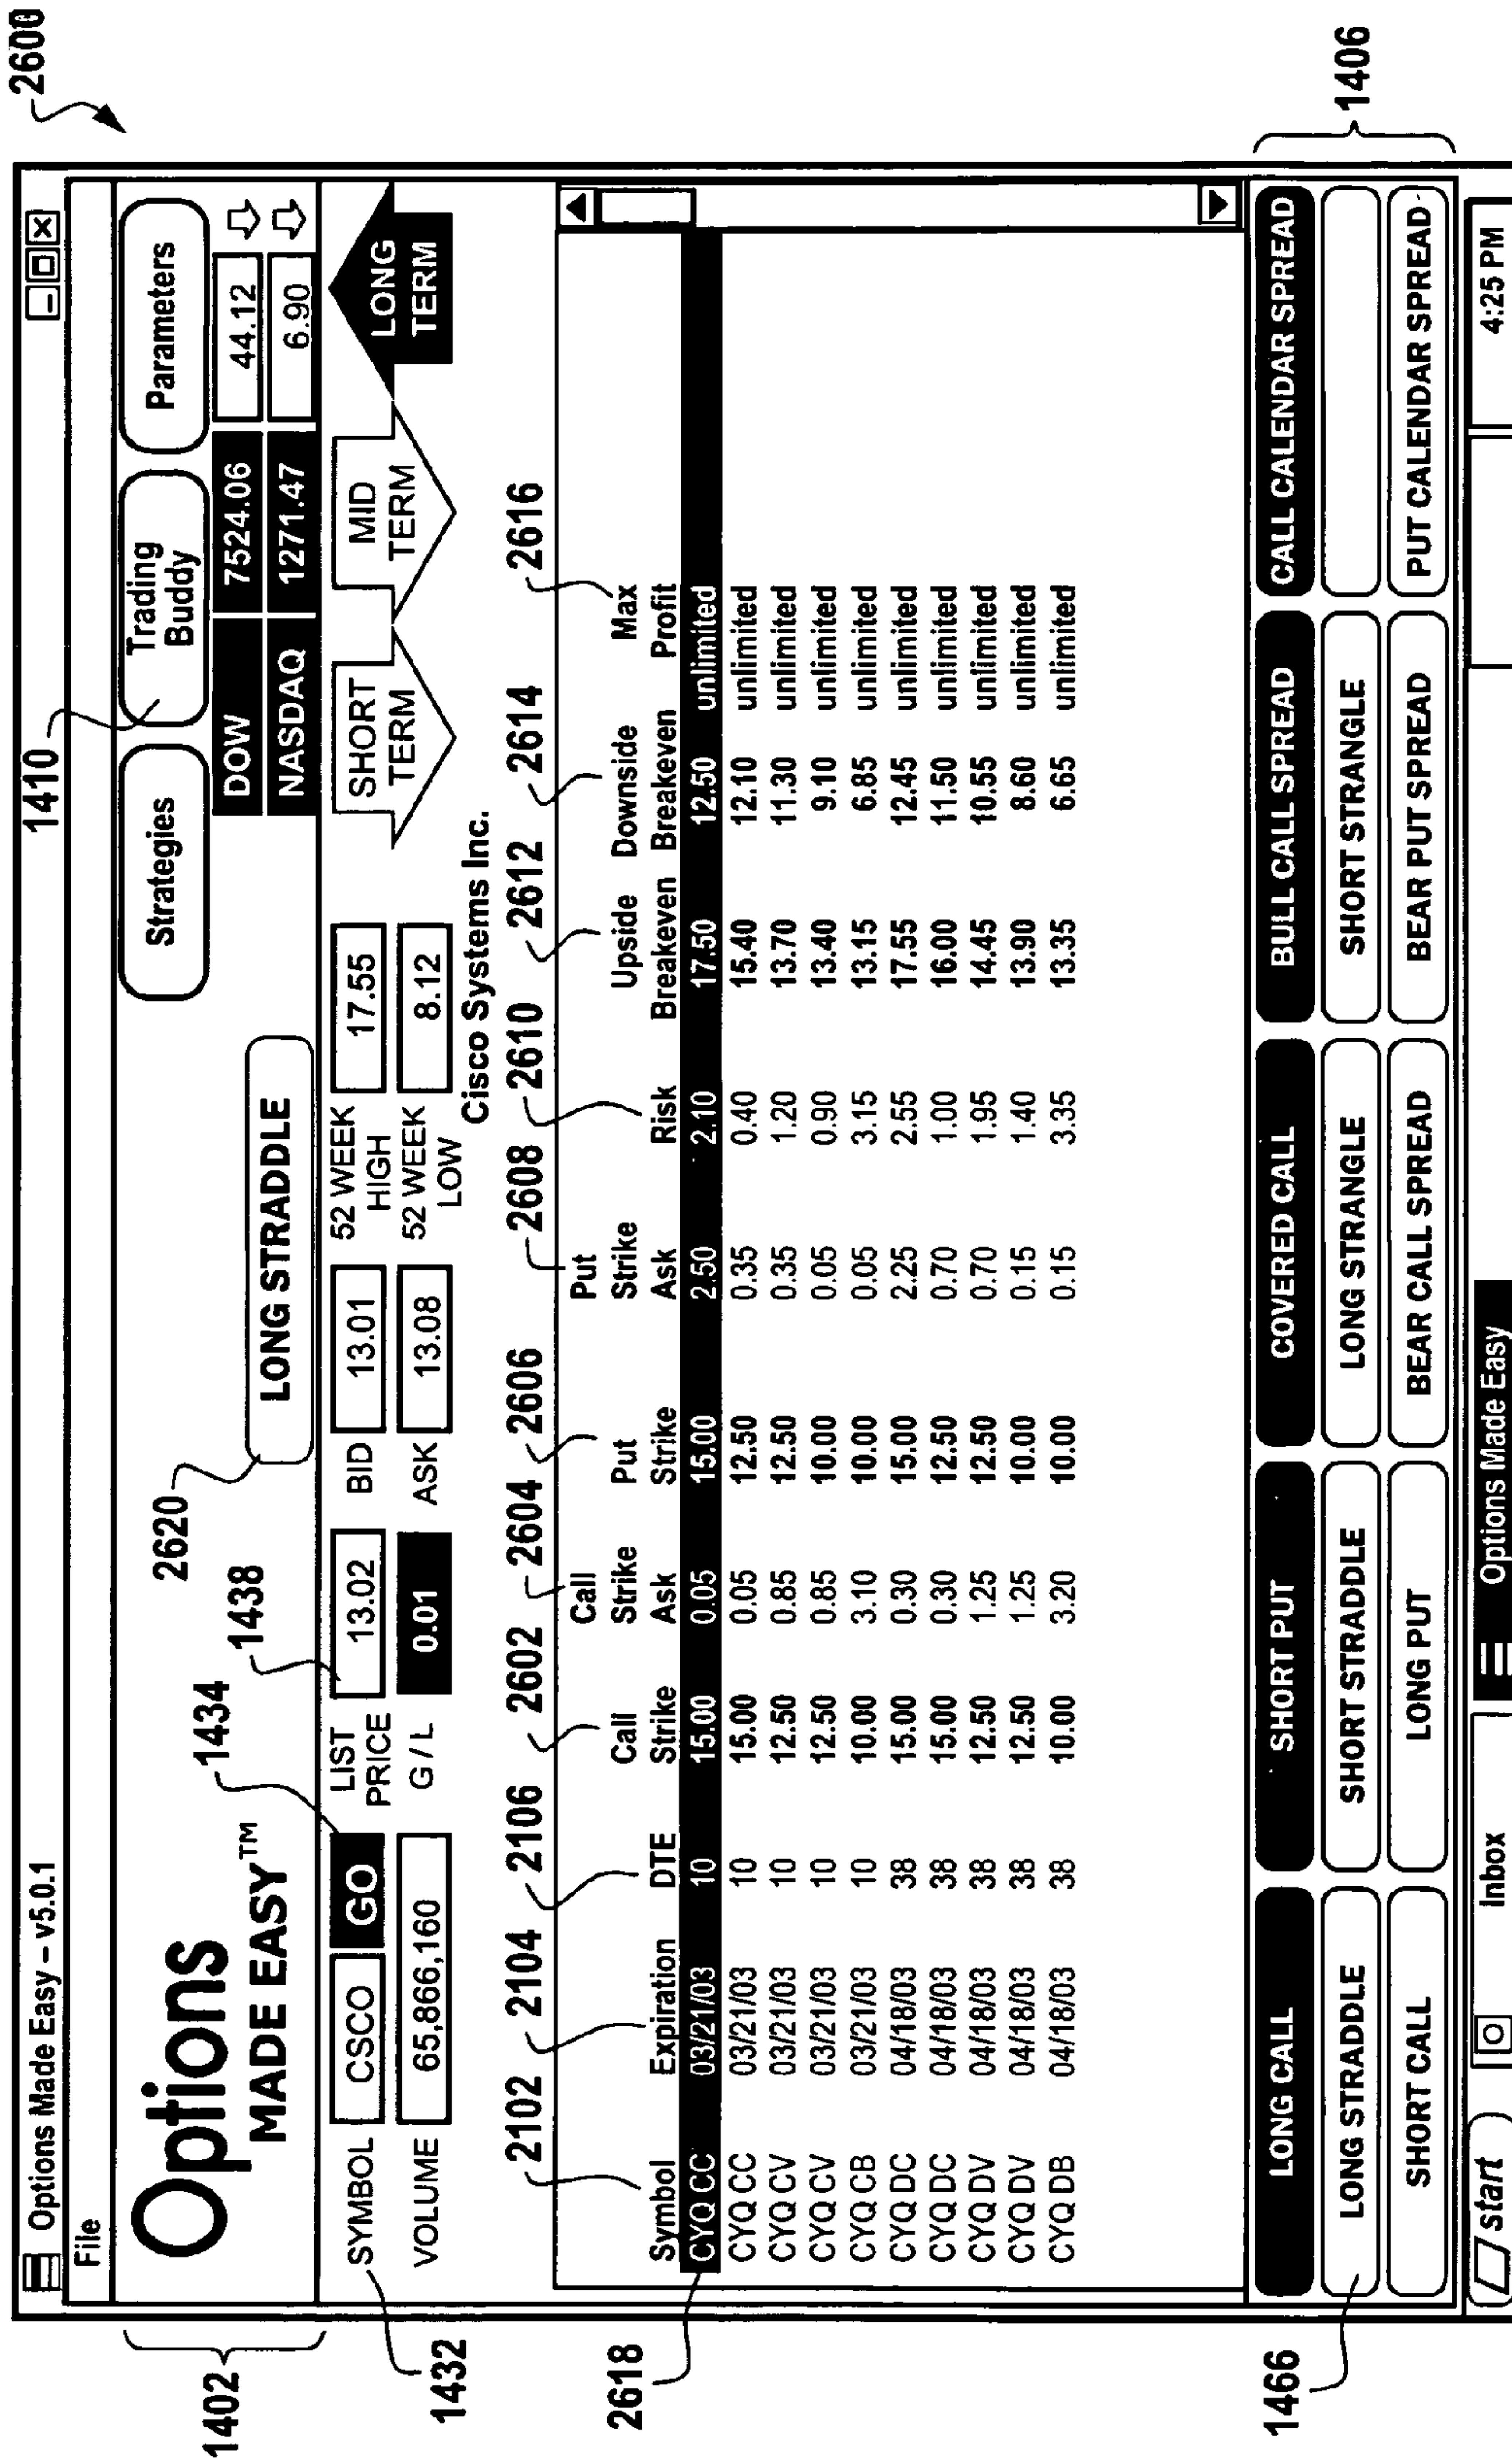 2600
1410
Options Made Easy – v5.0.1
File
Options
MADE EASY™
Strategies
Trading
Buddy
Parameters
2620
LONG STRADDLE
DOW 7524.06 44.12
NASDAQ 1271.47 6.90
1402
1434
1438
SYMBOL CSCO GO
LIST
PRICE 13.02
BID 13.01
52 WEEK
HIGH 17.55
VOLUME 65,866,160
G / L 0.01
ASK 13.08
52 WEEK
LOW 8.12
SHORT
TERM
MID
TERM
LONG
TERM
1432
Cisco Systems Inc.
2102 2104 2106 2602 2604 2606 2608 2610 2612 2614 2616
Symbol
Expiration
DTE
Call
Strike
Call
Strike
Ask
Put
Strike
Put
Strike
Ask
Risk
Upside
Breakeven
Downside
Breakeven
Max
Profit
CYQ CC 03/21/03 10 15.00 0.05 15.00 2.50 2.10 17.50 12.50 unlimited
CYQ CC 03/21/03 10 15.00 0.05 12.50 0.35 0.40 15.40 12.10 unlimited
CYQ CV 03/21/03 10 12.50 0.85 12.50 0.35 1.20 13.70 11.30 unlimited
CYQ CV 03/21/03 10 12.50 0.85 10.00 0.05 0.90 13.40 9.10 unlimited
CYQ CB 03/21/03 10 10.00 3.10 10.00 0.05 3.15 13.15 6.85 unlimited
CYQ DC 04/18/03 38 15.00 0.30 15.00 2.25 2.55 17.55 12.45 unlimited
CYQ DC 04/18/03 38 15.00 0.30 12.50 0.70 1.00 16.00 11.50 unlimited
CYQ DV 04/18/03 38 12.50 1.25 12.50 0.70 1.95 14.45 10.55 unlimited
CYQ DV 04/18/03 38 12.50 1.25 10.00 0.15 1.40 13.90 8.60 unlimited
CYQ DB 04/18/03 38 10.00 3.20 10.00 0.15 3.35 13.35 6.65 unlimited
2618
LONG CALL SHORT PUT COVERED CALL BULL CALL SPREAD CALL CALENDAR SPREAD
LONG STRADDLE SHORT STRADDLE LONG STRANGLE SHORT STRANGLE
SHORT CALL LONG PUT BEAR CALL SPREAD BEAR PUT SPREAD PUT CALENDAR SPREAD
1406
1466
start Inbox Options Made Easy 4:25 PM